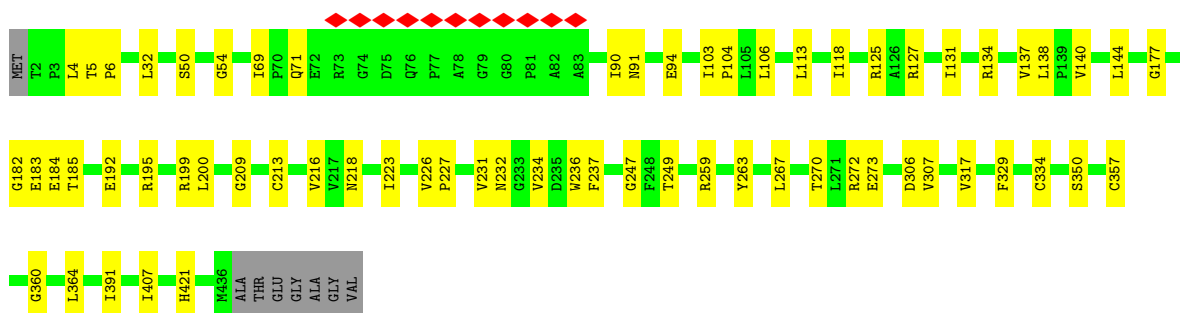 MET T2 P3 L4 T5 P6 L32 S50 G54 I69 P70 Q71 E72 R73 G74 D75 Q76 P77 A78 G79 G80 P81 A82 A83 I90 N91 E94 I103 P104 L105 L106 L113 I118 R125 A126 R127 I131 R134 V137 L138 P139 V140 L144 G177
G182 E183 E184 T185 E192 R195 R199 L200 G209 C213 V216 V217 N218 I223 V226 P227 V231 N232 G233 V234 D235 W236 F237 G247 F248 T249 R259 Y263 L267 T270 L271 R272 E273 D306 V307 V317 F329 C334 S350 C357
G360 L364 I391 I407 H421 M436 ALA THR GLU GLY ALA GLY VAL